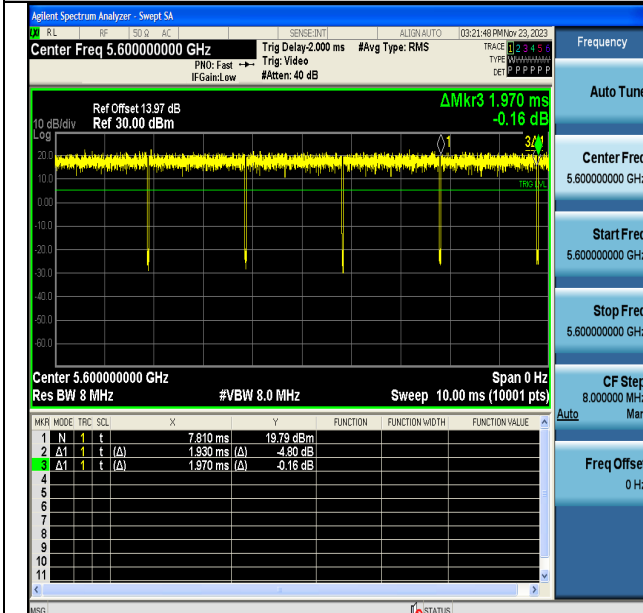 Agilent Spectrum Analyzer - Swept SA
LXI RL RF 50 Ω AC SENSE:INT ALIGN AUTO 03:21:48 PM Nov 23, 2023
Center Freq 5.600000000 GHz
Trig Delay-2.000 ms #Avg Type: RMS
TRACE 1 2 3 4 5 6
PNO: Fast Trig: Video
TYPE
IFGain:Low #Atten: 40 dB
DET P P P P P P
ΔMkr3 1.970 ms
-0.16 dB
Ref Offset 13.97 dB
10 dB/div Ref 30.00 dBm
Log
1
20.0
10.0
TRIG LVL
0.00
-10.0
-20.0
-30.0
-40.0
-50.0
-60.0
Center 5.600000000 GHz Span 0 Hz
Res BW 8 MHz #VBW 8.0 MHz Sweep 10.00 ms (10001 pts)
MKR MODE TRC SCL X Y FUNCTION FUNCTION WIDTH FUNCTION VALUE
1 N 1 t 7.810 ms 19.79 dBm
2 Δ1 1 t (Δ) 1.930 ms (Δ) -4.80 dB
3 Δ1 1 t (Δ) 1.970 ms (Δ) -0.16 dB
4
5
6
7
8
9
10
11
MSG STATUS
Frequency
Auto Tune
Center Freq
5.600000000 GHz
Start Freq
5.600000000 GHz
Stop Freq
5.600000000 GHz
CF Step
8.000000 MHz
Auto Man
Freq Offset
0 Hz